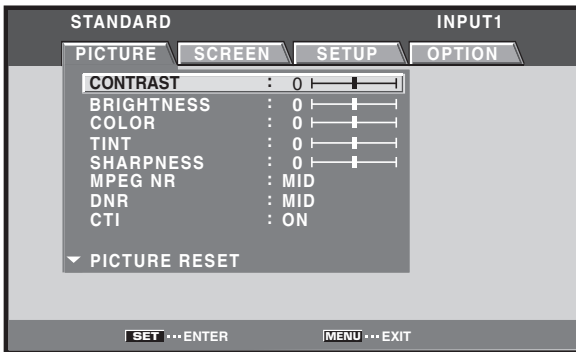 STANDARD INPUT1
PICTURE SCREEN SETUP OPTION
CONTRAST : 0
BRIGHTNESS : 0
COLOR : 0
TINT : 0
SHARPNESS : 0
MPEG NR : MID
DNR : MID
CTI : ON
PICTURE RESET
SET ··· ENTER MENU ··· EXIT